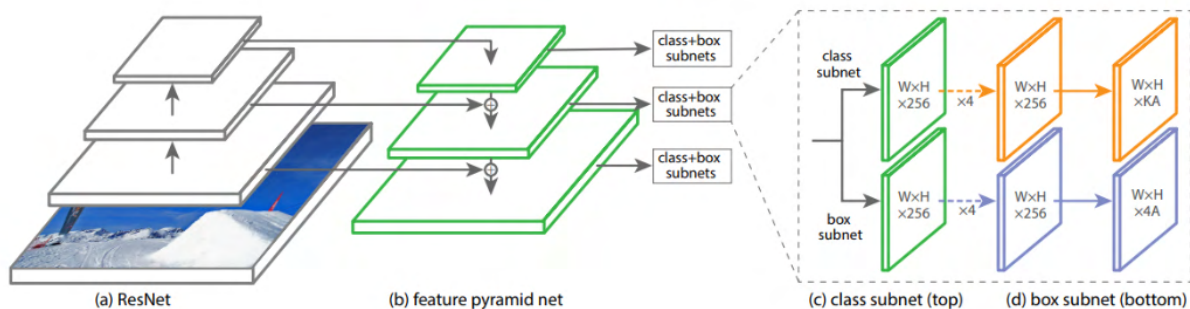 class+box
subnets
class+box
subnets
class+box
subnets
class
subnet
W×H
×256
×4
W×H
×256
W×H
×KA
box
subnet
W×H
×256
×4
W×H
×256
W×H
×4A
(a) ResNet
(b) feature pyramid net
(c) class subnet (top)
(d) box subnet (bottom)